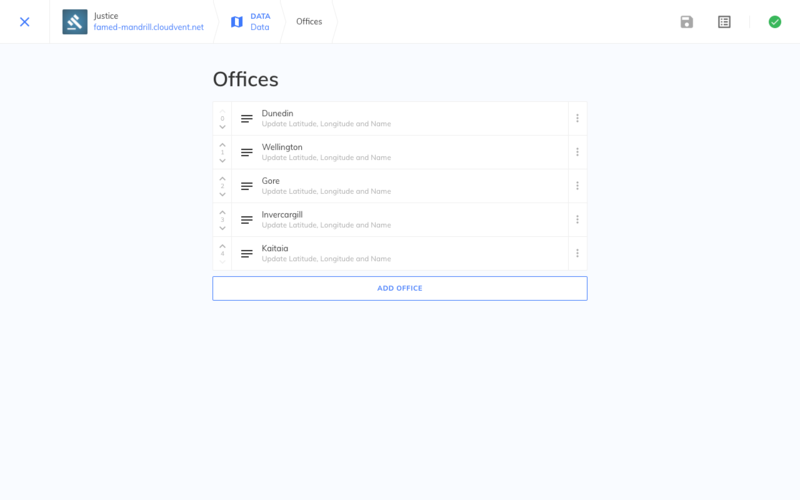 Justice
famed-mandrill.cloudvent.net
DATA
Data
Offices
Offices
0
Dunedin
Update Latitude, Longitude and Name
1
Wellington
Update Latitude, Longitude and Name
2
Gore
Update Latitude, Longitude and Name
3
Invercargill
Update Latitude, Longitude and Name
4
Kaitaia
Update Latitude, Longitude and Name
ADD OFFICE